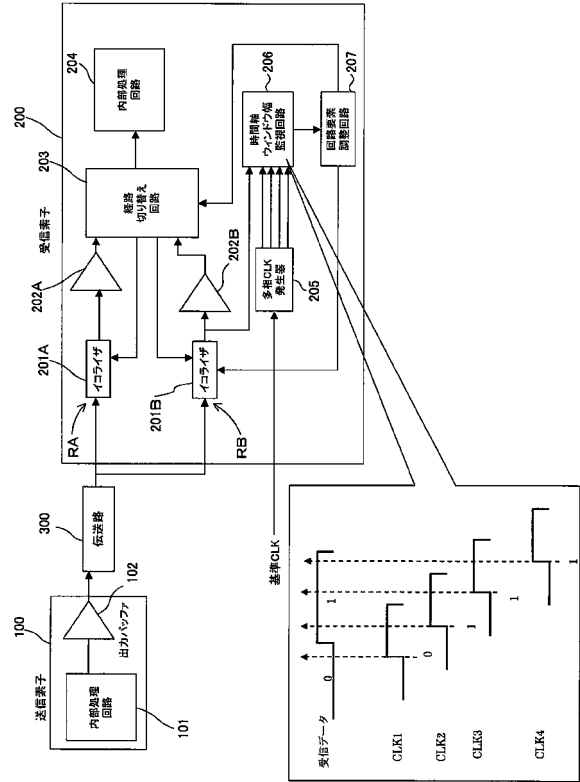 100
送信素子
内部処理
回路
101
102
出力バッファ
300
伝送路
200
受信素子
RA
201A
イコライザ
202A
203
経路
切り替え
回路
204
内部処理
回路
RB
201B
イコライザ
202B
多相CLK
発生器
205
206
時間軸
ウィンドウ幅
監視回路
207
回路要素
調整回路
基準CLK
受信データ
0 0 1 1 1
CLK1
CLK2
CLK3
CLK4